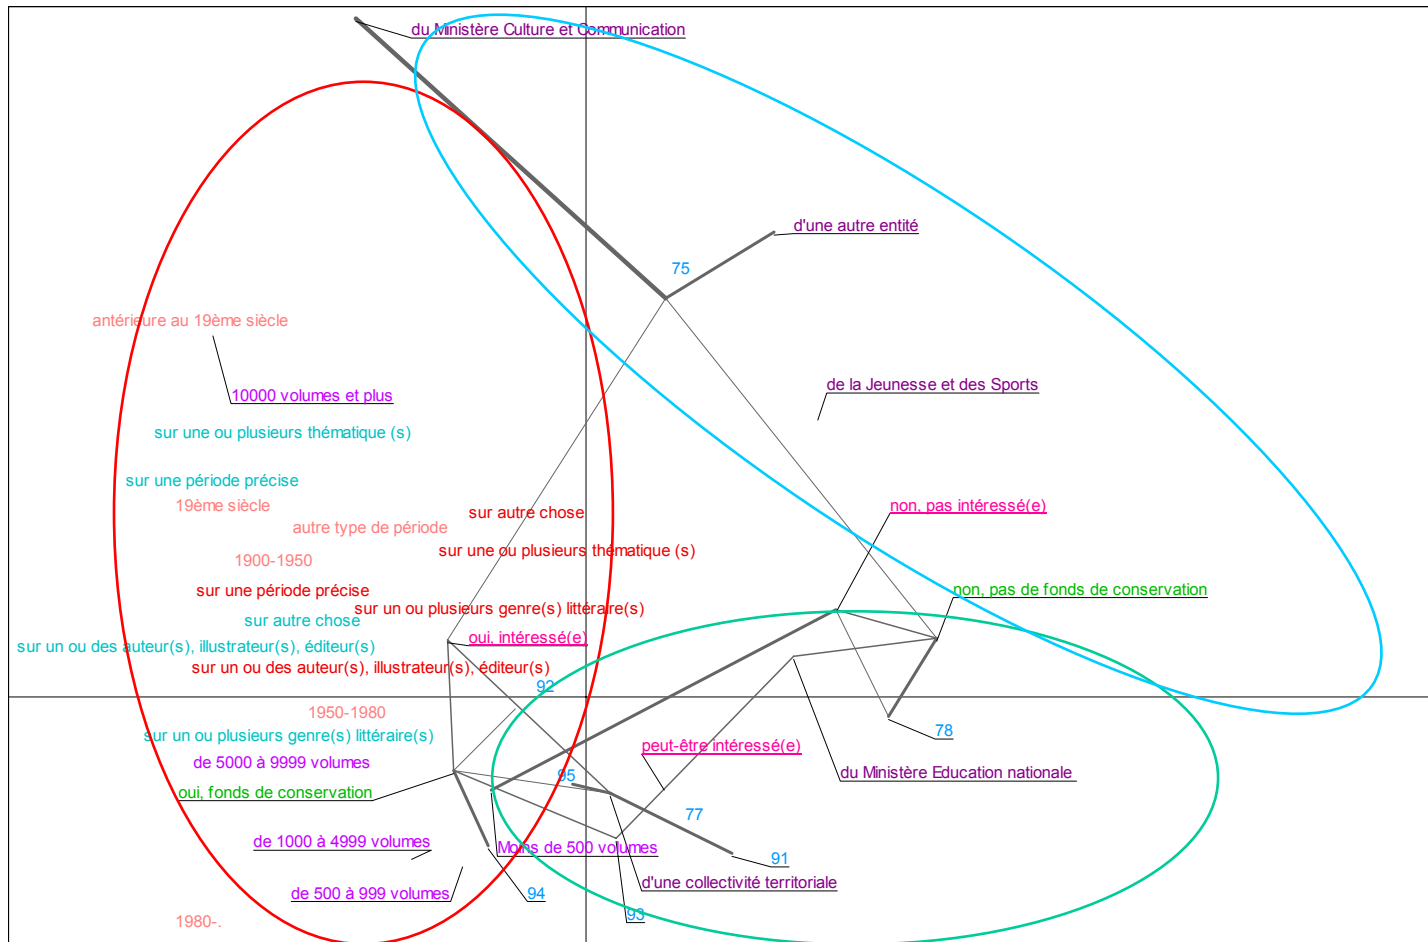 du Ministère Culture et Communication
d'une autre entité
75
antérieure au 19ème siècle
10000 volumes et plus
de la Jeunesse et des Sports
sur une ou plusieurs thématique (s)
sur une période précise
19ème siècle
sur autre chose
non, pas intéressé(e)
autre type de période
sur une ou plusieurs thématique (s)
1900-1950
sur une période précise
non, pas de fonds de conservation
sur un ou plusieurs genre(s) littéraire(s)
sur autre chose
oui, intéressé(e)
sur un ou des auteur(s), illustrateur(s), éditeur(s)
sur un ou des auteur(s), illustrateur(s), éditeur(s)
92
1950-1980
78
sur un ou plusieurs genre(s) littéraire(s)
peut-être intéressé(e)
de 5000 à 9999 volumes
du Ministère Education nationale
95
oui, fonds de conservation
77
de 1000 à 4999 volumes
Moins de 500 volumes
91
d'une collectivité territoriale
de 500 à 999 volumes
94
93
1980-.